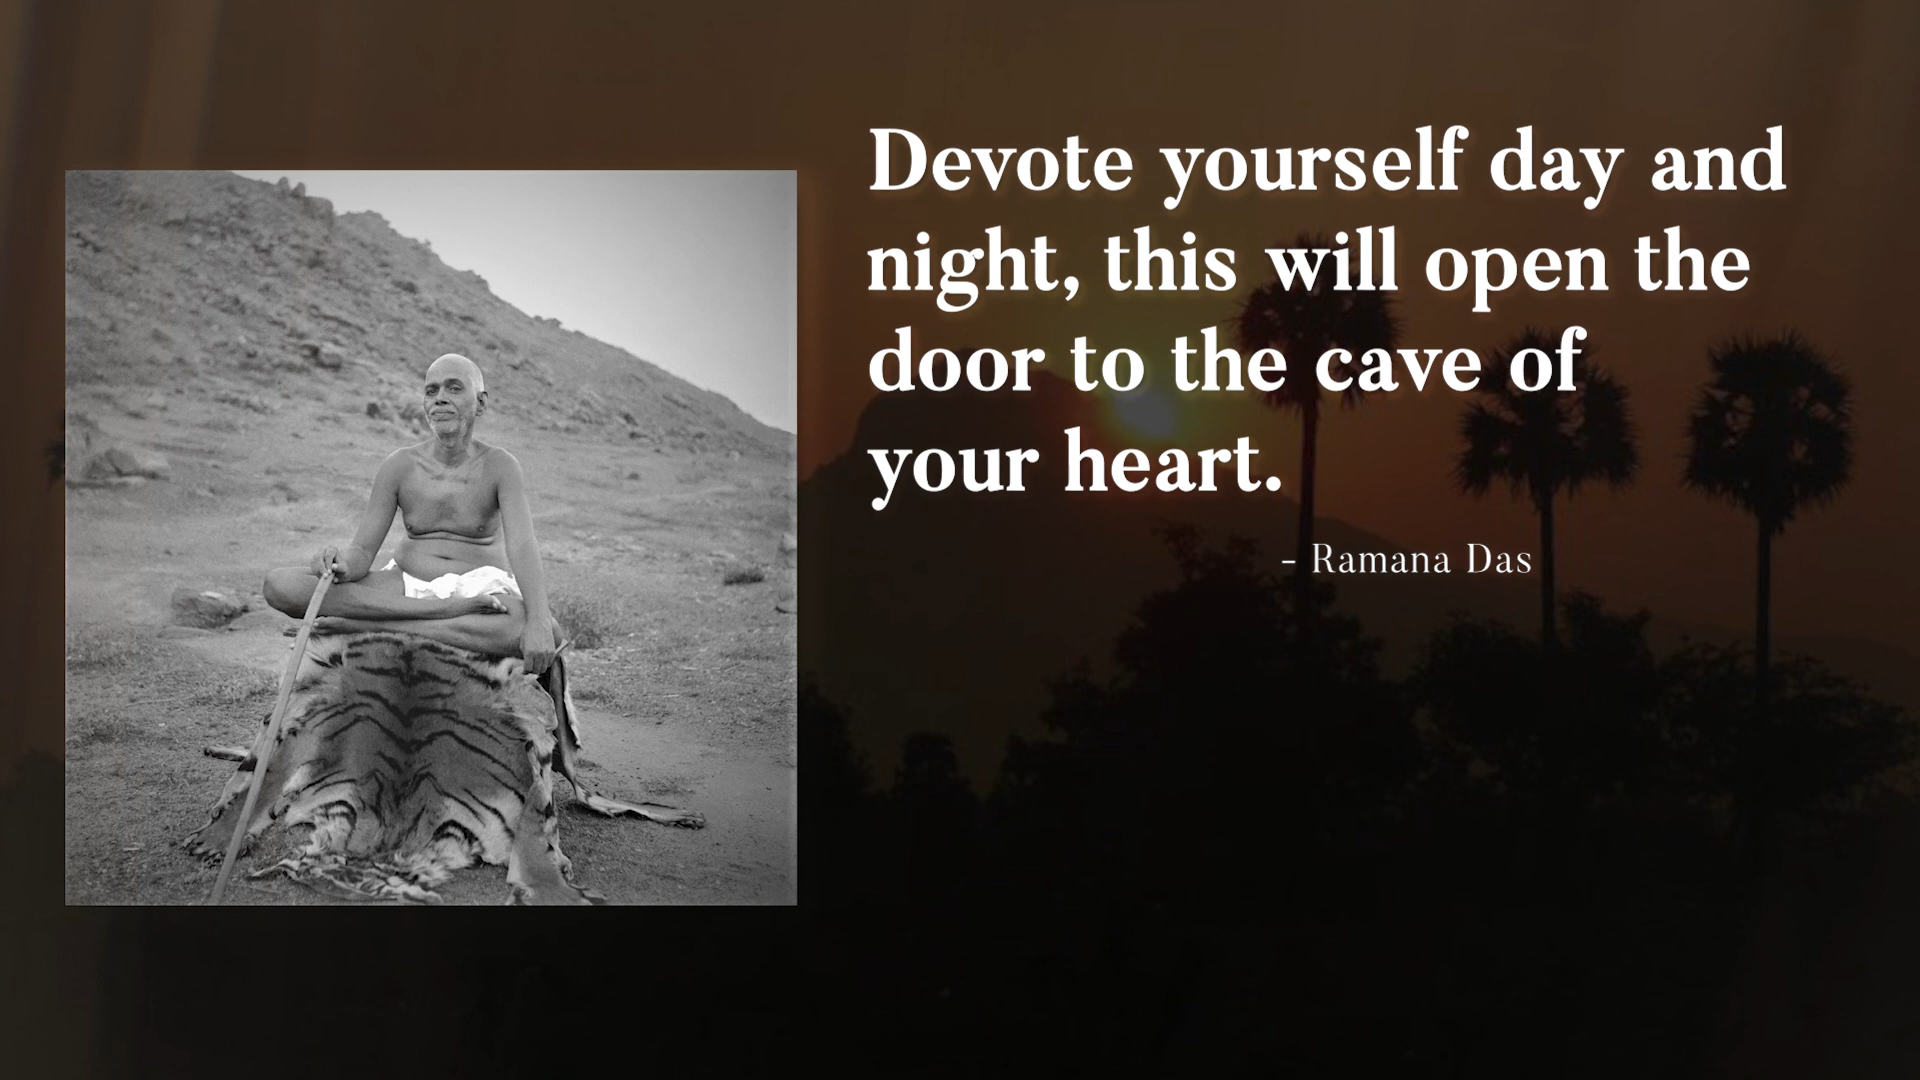 Devote yourself day and
night, this will open the
door to the cave of
your heart.
- Ramana Das